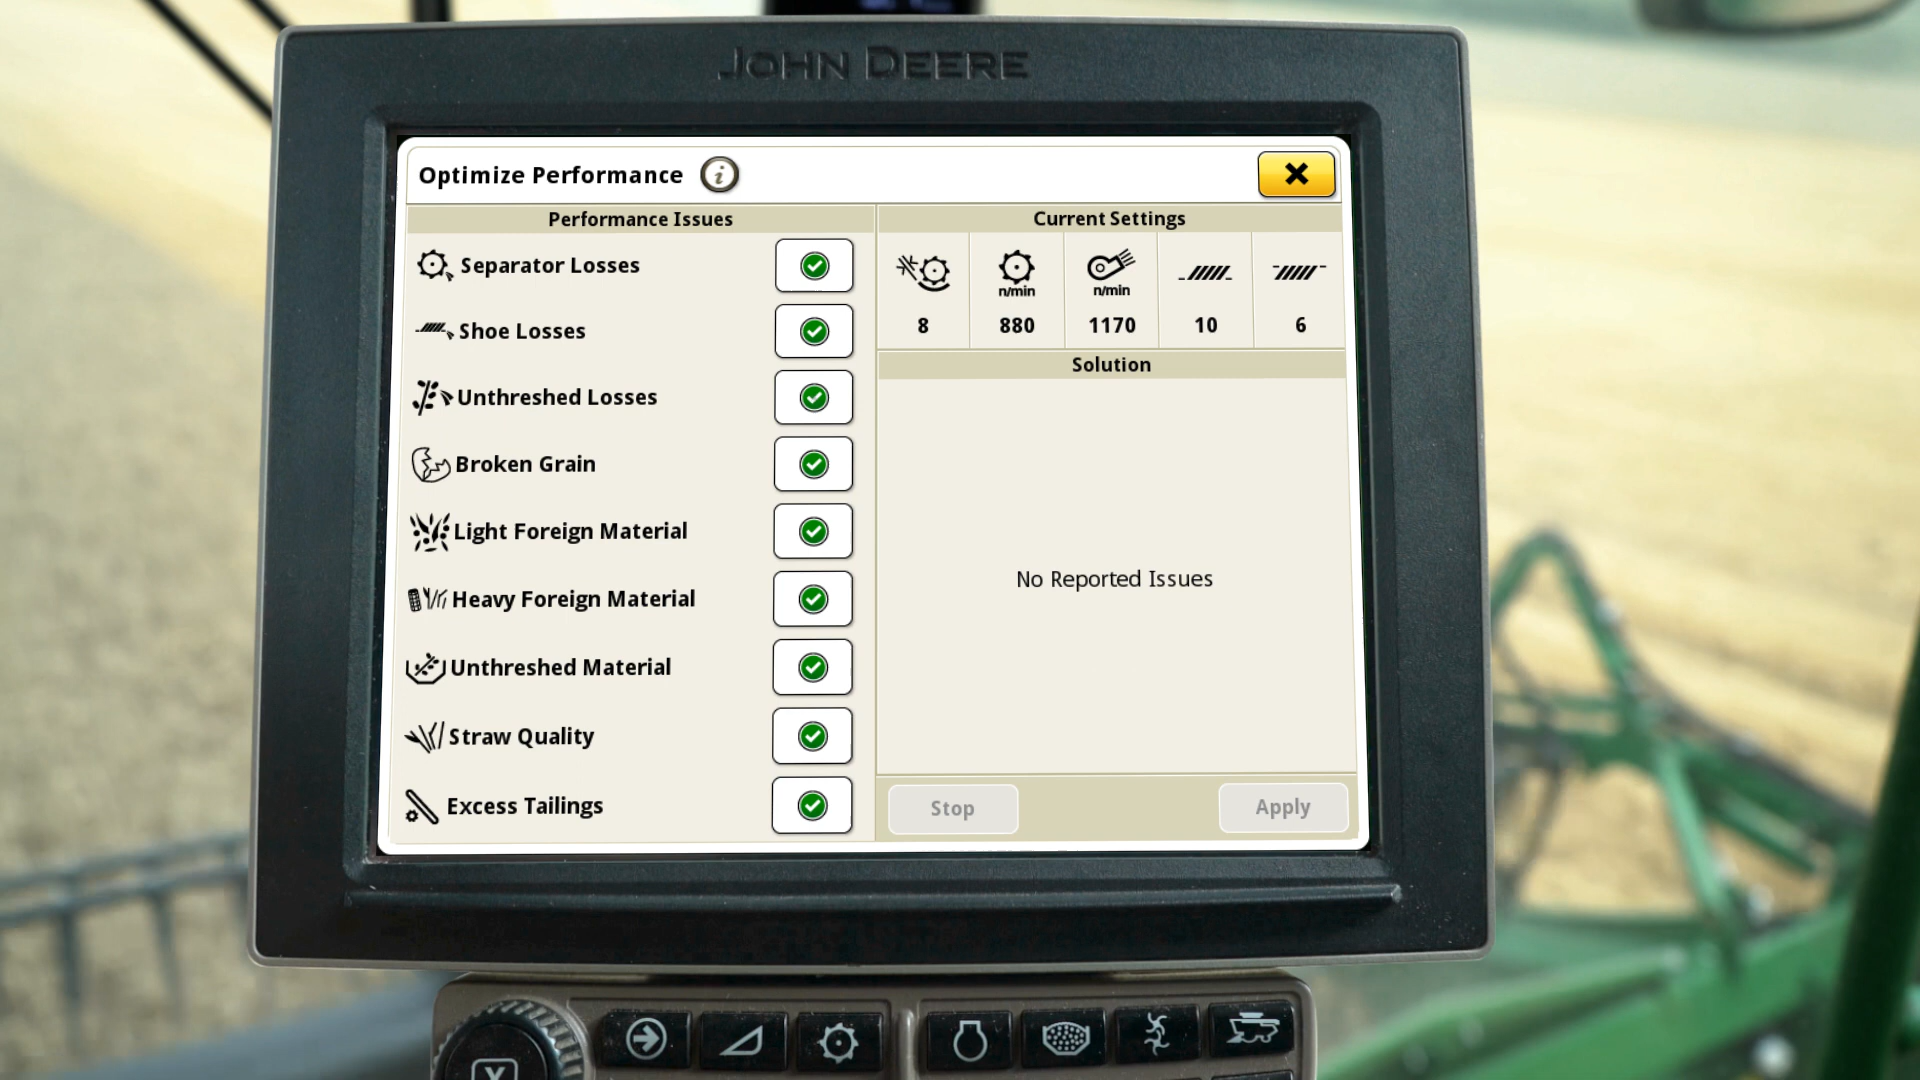 JOHN DEERE
Optimize Performance i
Performance Issues
Separator Losses
Shoe Losses
Unthreshed Losses
Broken Grain
Light Foreign Material
Heavy Foreign Material
Unthreshed Material
Straw Quality
Excess Tailings
Current Settings
n/min n/min
8 880 1170 10 6
Solution
No Reported Issues
Stop Apply